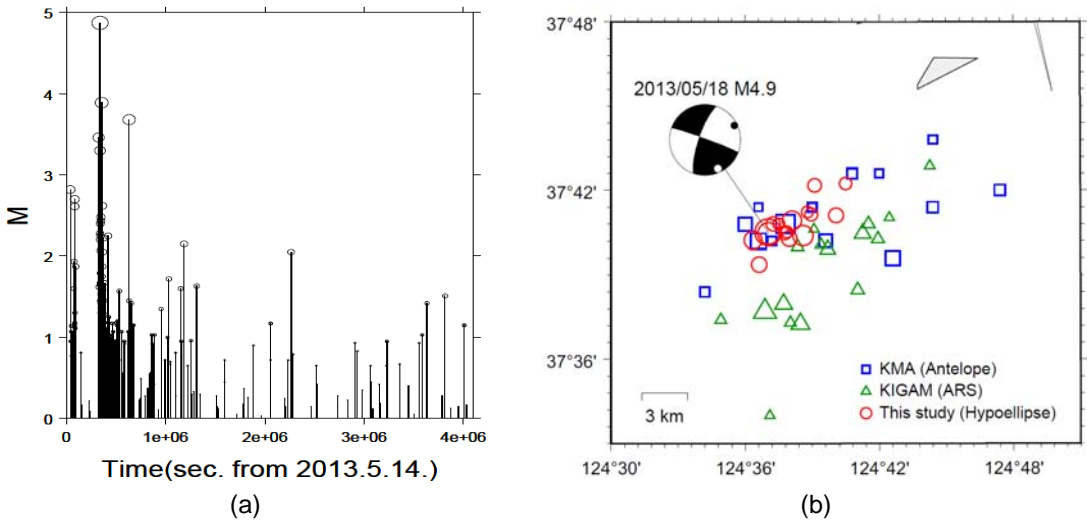 5
4
3
2
1
0
M
0
1e+06
2e+06
3e+06
4e+06
Time(sec. from 2013.5.14.)
(a)
37°48'
37°42'
37°36'
2013/05/18 M4.9
KMA (Antelope)
KIGAM (ARS)
This study (Hypoellipse)
3 km
124°30'
124°36'
124°42'
124°48'
(b)